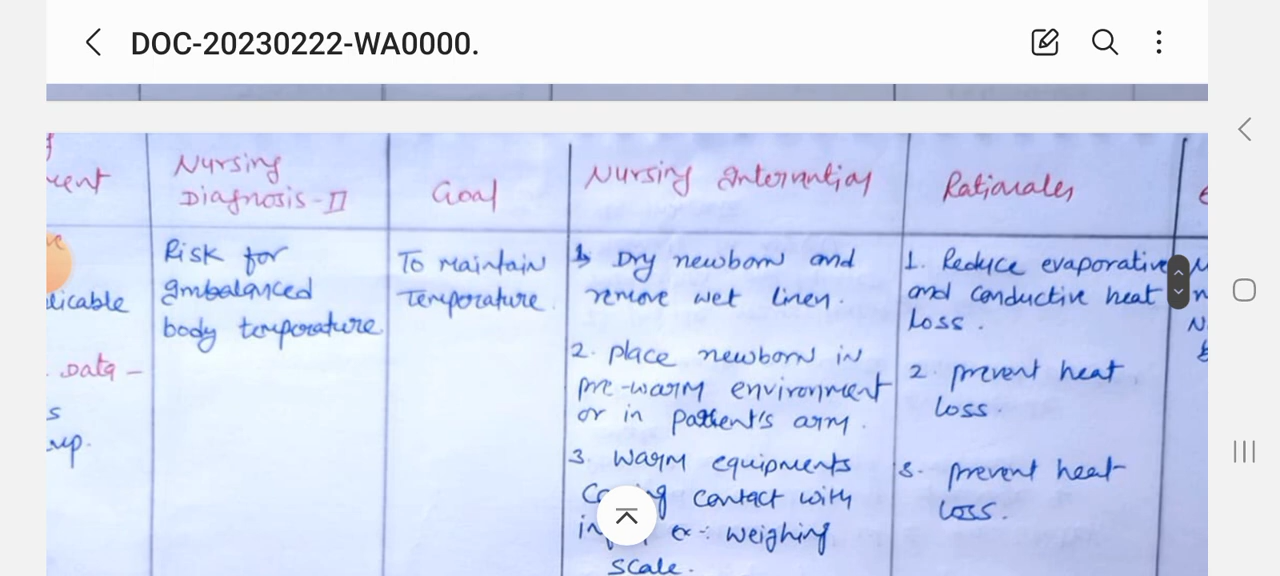 DOC-20230222-WA0000.
Nursing
Diagnosis-II
Goal
Nursing Intervention
Rationales
Risk for
Imbalanced
body temperature
To Maintain
Temperature.
1. Dry newborn and
remove wet linen.
2. place newborn in
pre-warm environment
or in patient's arm.
3. Warm equipments
contact with
ex-: weighing
scale.
1. Reduce evaporative
and conductive heat
loss.
2. prevent heat
loss.
3. prevent heat
loss.
licable
Data -